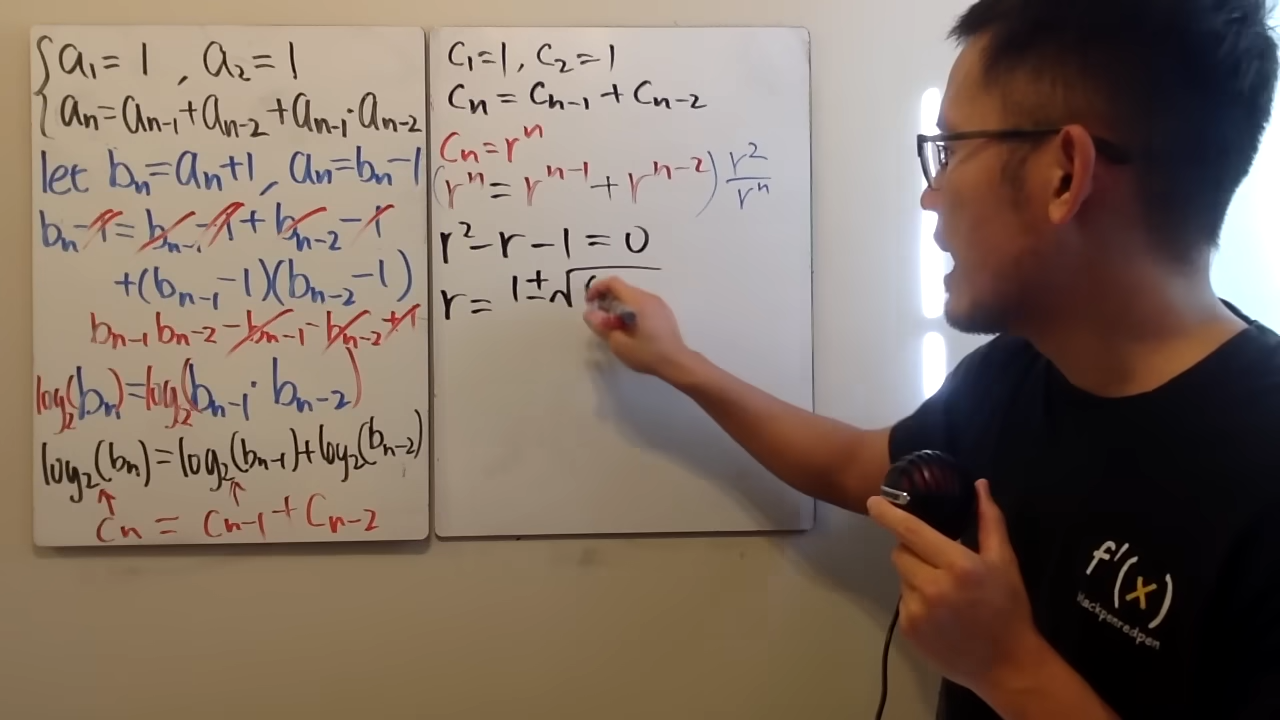 a₁ = 1 , a₂ = 1
aₙ = aₙ₋₁ + aₙ₋₂ + aₙ₋₁ · aₙ₋₂
let bₙ = aₙ + 1 , aₙ = bₙ − 1
bₙ − 1 = bₙ₋₁ − 1 + bₙ₋₂ − 1
+ (bₙ₋₁ − 1)(bₙ₋₂ − 1)
bₙ₋₁ bₙ₋₂ − bₙ₋₁ − bₙ₋₂ + 1
log₂(bₙ) = log₂(bₙ₋₁ · bₙ₋₂)
log₂(bₙ) = log₂(bₙ₋₁) + log₂(bₙ₋₂)
↑ ↑
cₙ = cₙ₋₁ + cₙ₋₂
c₁ = 1 , c₂ = 1
cₙ = cₙ₋₁ + cₙ₋₂
cₙ = rⁿ
(rⁿ = rⁿ⁻¹ + rⁿ⁻²) r²/rⁿ
r² − r − 1 = 0
r = 1 ± √
f'(x)
blackpenredpen